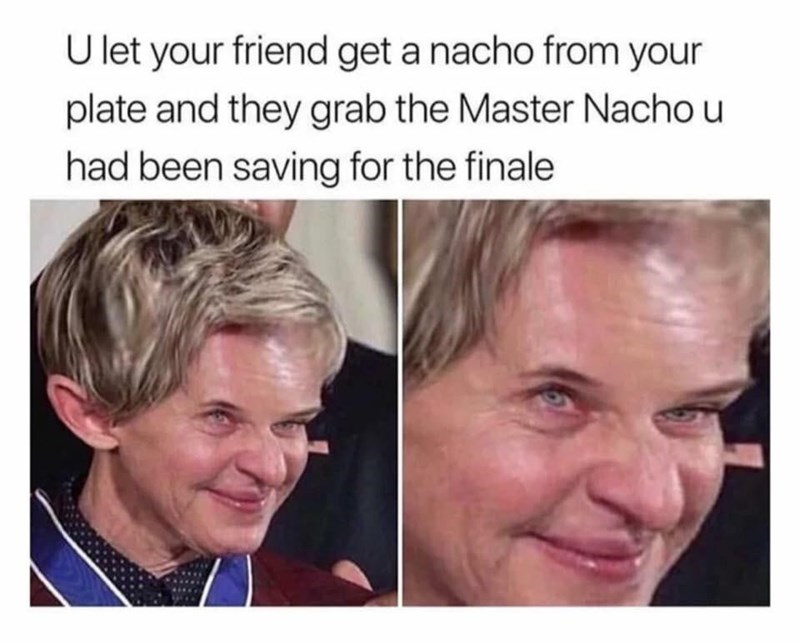 U let your friend get a nacho from your
plate and they grab the Master Nacho u
had been saving for the finale